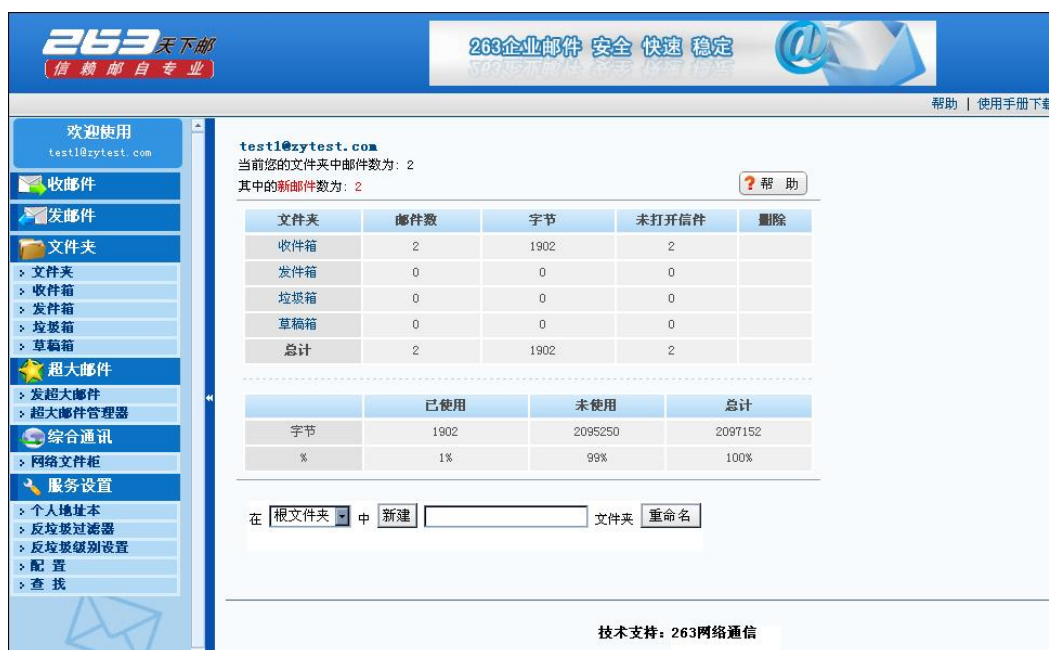 263天下邮
信赖邮自专业
263企业邮件 安全 快速 稳定
帮助 | 使用手册下载
欢迎使用
test1@zytest.com
收邮件
发邮件
文件夹
文件夹
收件箱
发件箱
垃圾箱
草稿箱
超大邮件
发超大邮件
超大邮件管理器
综合通讯
网络文件柜
服务设置
个人地址本
反垃圾过滤器
反垃圾级别设置
配 置
查 找
test1@zytest.com
当前您的文件夹中邮件数为: 2
其中的新邮件数为: 2
帮 助
文件夹 邮件数 字节 未打开信件 删除
收件箱 2 1902 2
发件箱 0 0 0
垃圾箱 0 0 0
草稿箱 0 0 0
总计 2 1902 2
已使用 未使用 总计
字节 1902 2095250 2097152
% 1% 99% 100%
在 根文件夹 中 新建 文件夹 重命名
技术支持：263网络通信